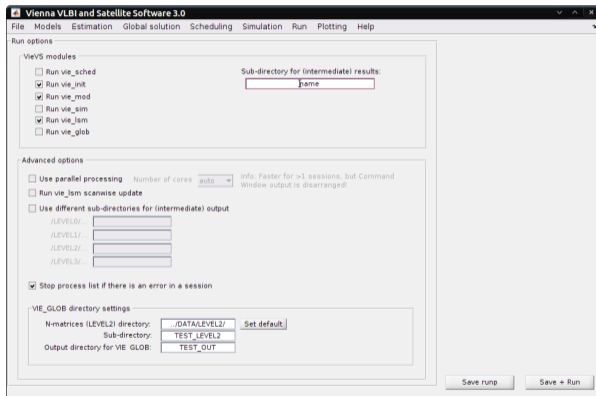 Vienna VLBI and Satellite Software 3.0
File Models Estimation Global solution Scheduling Simulation Run Plotting Help
Run options
VieVS modules
Run vie_sched
Sub-directory for (intermediate) results:
Run vie_init
name
Run vie_mod
Run vie_sim
Run vie_lsm
Run vie_glob
Advanced options
Use parallel processing Number of cores auto Info: Faster for >1 sessions, but Command
Window output is disarranged!
Run vie_lsm scanwise update
Use different sub-directories for (intermediate) output
/LEVEL0/...
/LEVEL1/...
/LEVEL2/...
/LEVEL3/...
Stop process list if there is an error in a session
VIE_GLOB directory settings
N-matrices (LEVEL2) directory: ../DATA/LEVEL2/ Set default
Sub-directory: TEST_LEVEL2
Output directory for VIE_GLOB: TEST_OUT
Save runp Save + Run